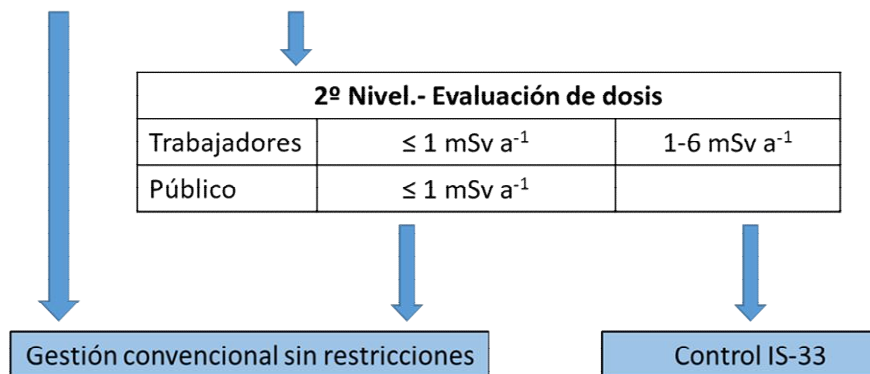 2º Nivel.- Evaluación de dosis
Trabajadores ≤ 1 mSv a⁻¹ 1-6 mSv a⁻¹
Público ≤ 1 mSv a⁻¹
Gestión convencional sin restricciones Control IS-33